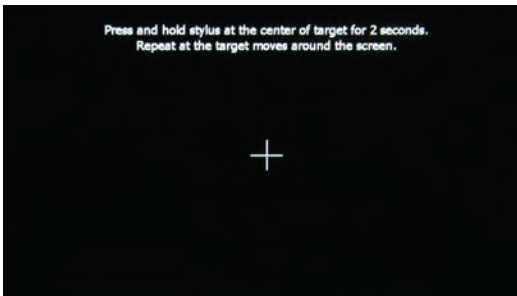 Press and hold stylus at the center of target for 2 seconds.
Repeat at the target moves around the screen.